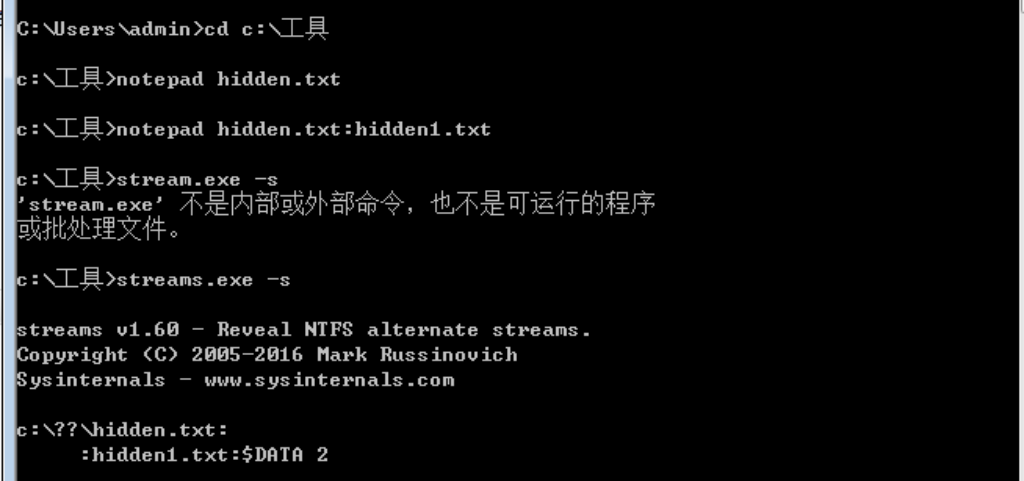 C:\Users\admin>cd c:\工具
c:\工具>notepad hidden.txt
c:\工具>notepad hidden.txt:hidden1.txt
c:\工具>stream.exe -s
'stream.exe' 不是内部或外部命令，也不是可运行的程序
或批处理文件。
c:\工具>streams.exe -s
streams v1.60 - Reveal NTFS alternate streams.
Copyright (C) 2005-2016 Mark Russinovich
Sysinternals - www.sysinternals.com
c:\??\hidden.txt:
:hidden1.txt:$DATA 2